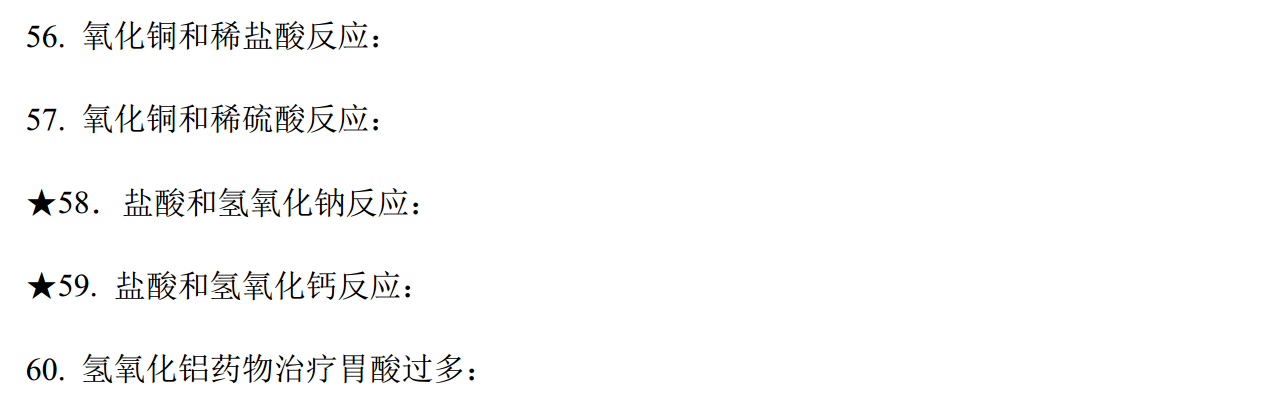 56. 氧化铜和稀盐酸反应：
57. 氧化铜和稀硫酸反应：
★58．盐酸和氢氧化钠反应：
★59. 盐酸和氢氧化钙反应：
60. 氢氧化铝药物治疗胃酸过多：